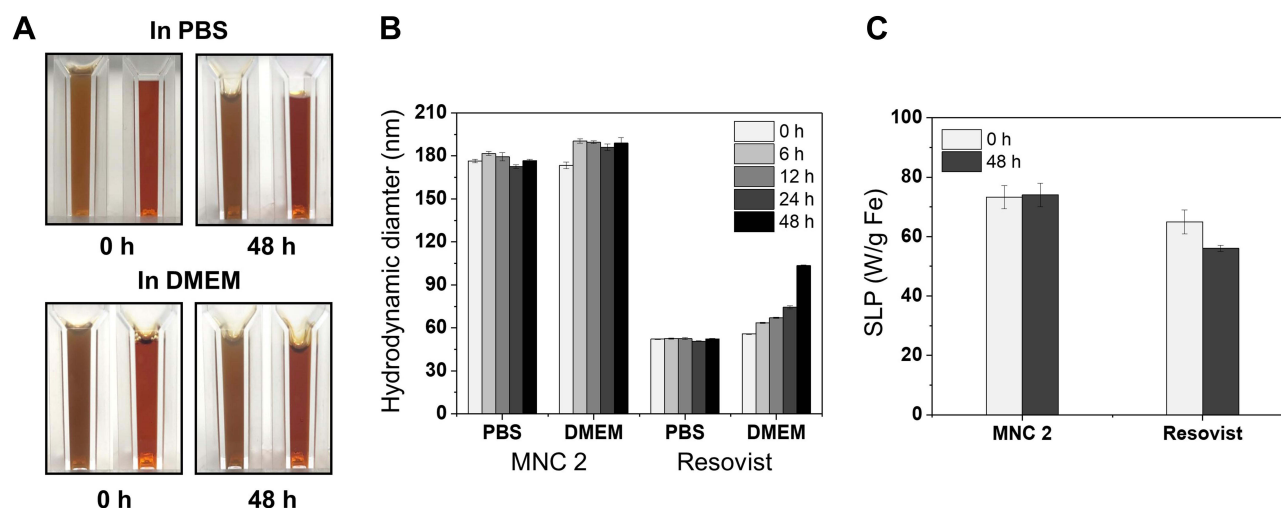 A
In PBS
0 h
48 h
In DMEM
0 h
48 h
B
Hydrodynamic diamter (nm)
210
180
150
120
90
60
30
0
0 h
6 h
12 h
24 h
48 h
PBS
DMEM
PBS
DMEM
MNC 2
Resovist
C
SLP (W/g Fe)
100
80
60
40
20
0
0 h
48 h
MNC 2
Resovist